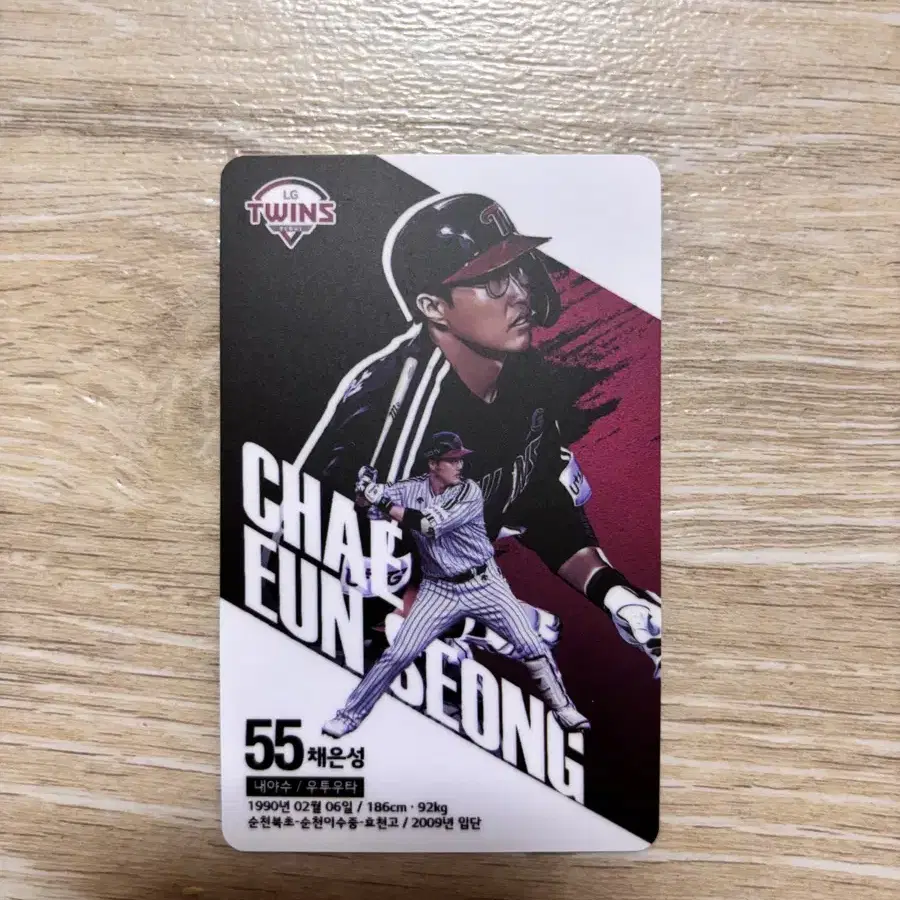 LG
TWINS
SEOUL
CHAE
EUN SEONG
55 채은성
내야수 / 우투우타
1990년 02월 06일 / 186cm · 92kg
순천북초-순천이수중-효천고 / 2009년 입단